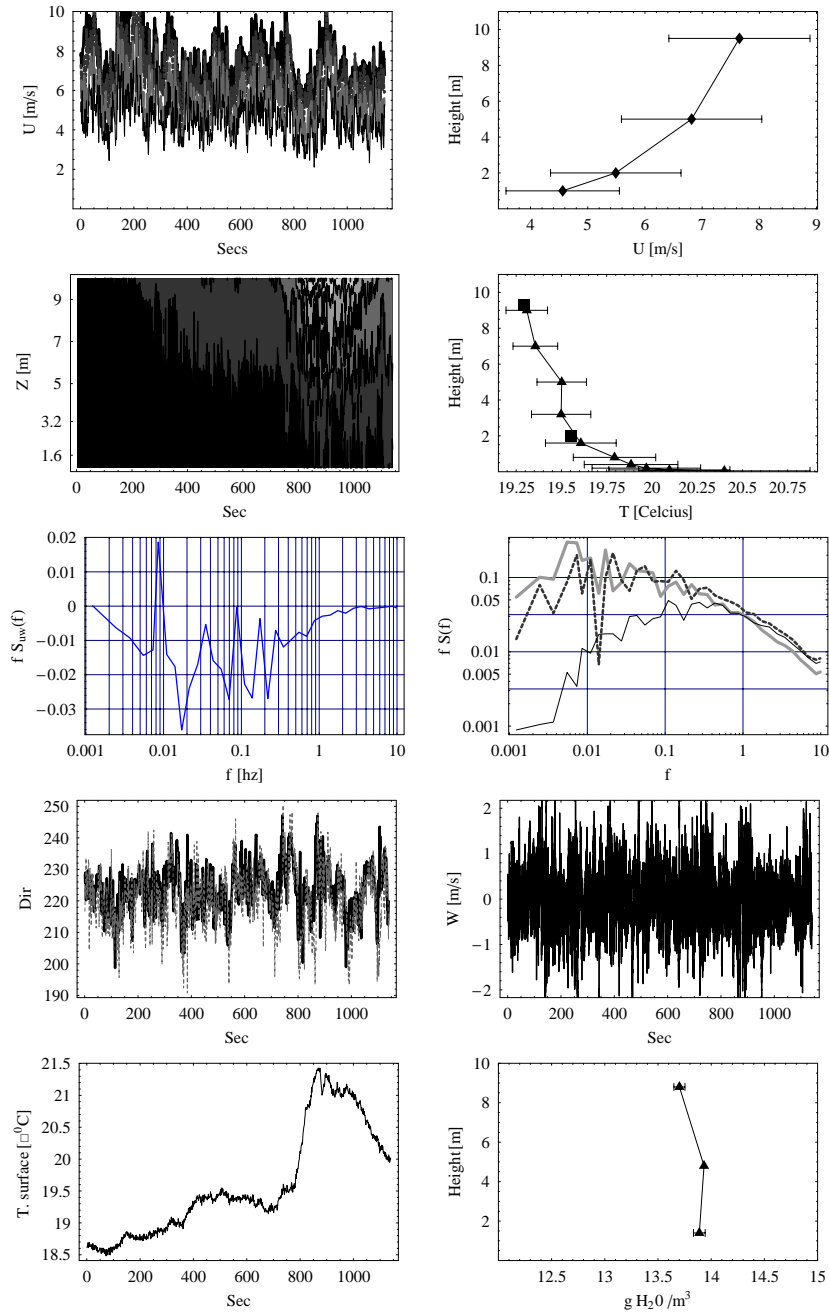 10
8
6
4
2
U [m/s]
0 200 400 600 800 1000
Secs
10
8
6
4
2
Height [m]
4 5 6 7 8 9
U [m/s]
9
7
5
3.2
1.6
Z [m]
0 200 400 600 800 1000
Sec
10
8
6
4
2
Height [m]
19.25 19.5 19.75 20 20.25 20.5 20.75
T [Celcius]
0.02
0.01
0
−0.01
−0.02
−0.03
f S_uw(f)
0.001 0.01 0.1 1 10
f [hz]
0.1
0.05
0.01
0.005
0.001
f S(f)
0.01 0.1 1 10
f
250
240
230
220
210
200
190
Dir
0 200 400 600 800 1000
Sec
2
1
0
−1
−2
W [m/s]
0 200 400 600 800 1000
Sec
21.5
21
20.5
20
19.5
19
18.5
T. surface [□⁰C]
0 200 400 600 800 1000
Sec
10
8
6
4
2
Height [m]
12.5 13 13.5 14 14.5 15
g H₂0 /m³